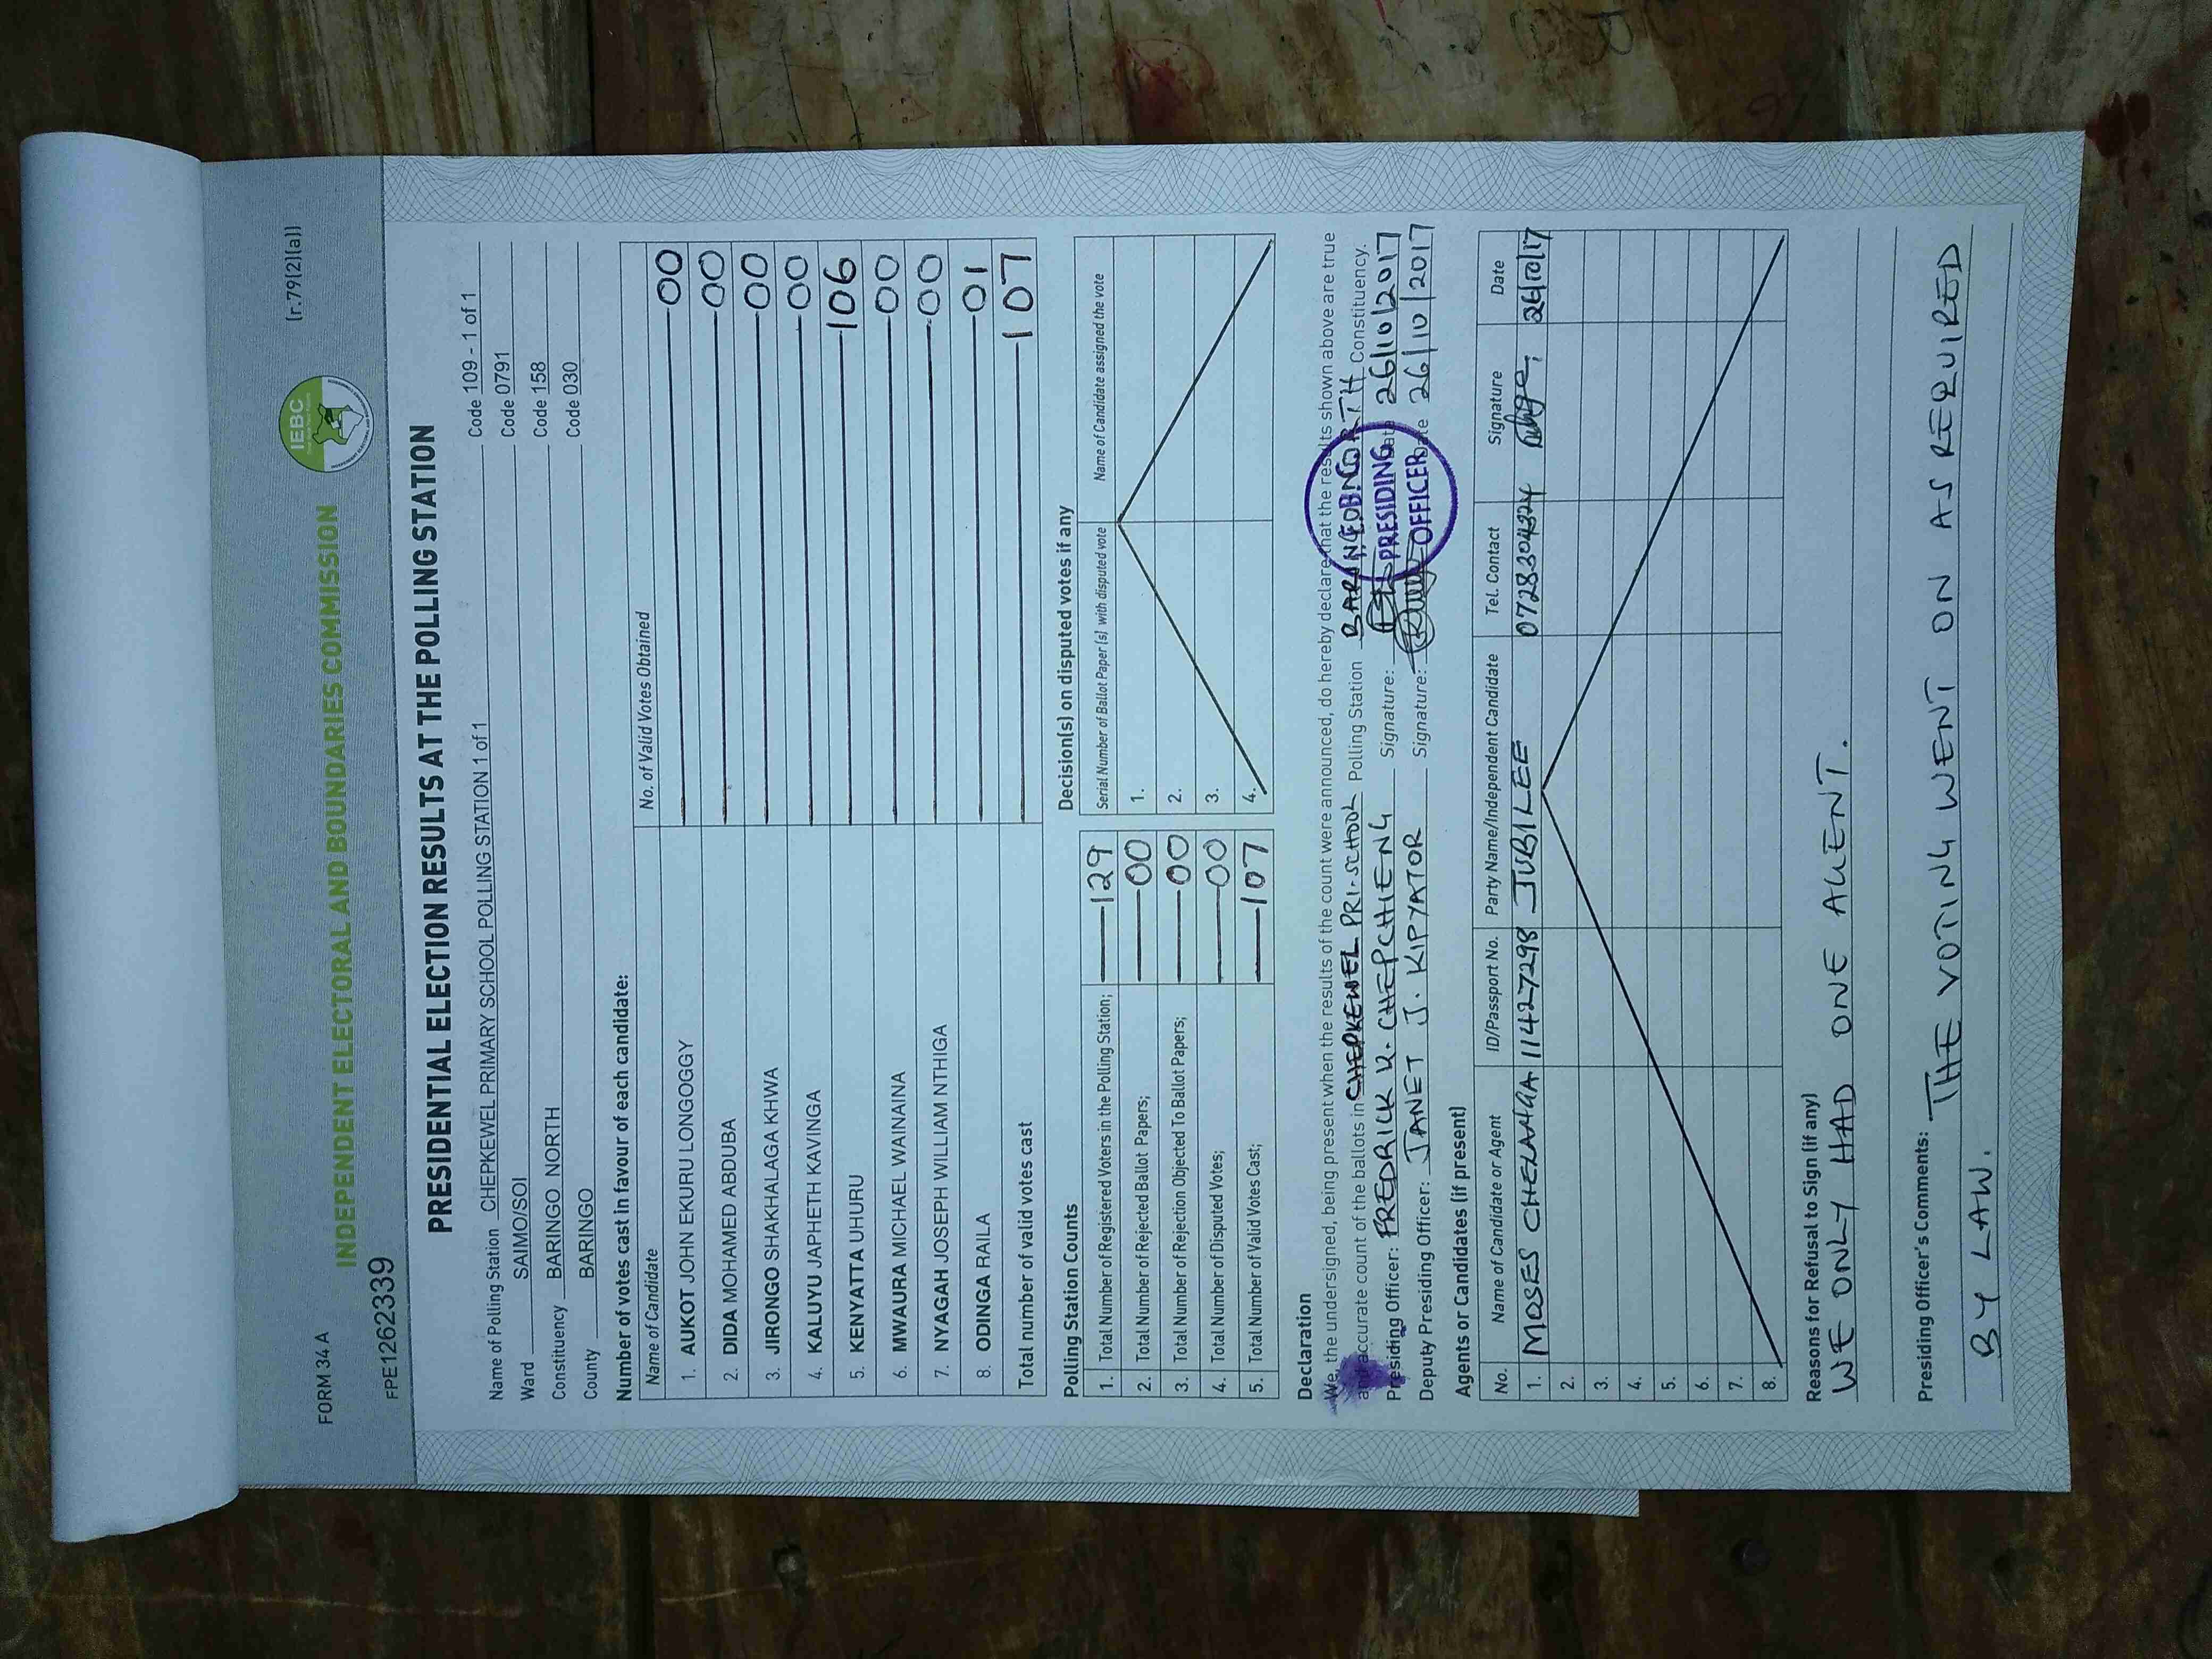 FORM 34 A
(r.79(2)(a))
INDEPENDENT ELECTORAL AND BOUNDARIES COMMISSION
IEBC
FPE1262339
PRESIDENTIAL ELECTION RESULTS AT THE POLLING STATION
Name of Polling Station CHEPKEWEL PRIMARY SCHOOL POLLING STATION 1 of 1 Code 109 - 1 of 1
Ward SAIMO/SOI Code 0791
Constituency BARINGO NORTH Code 158
County BARINGO Code 030
Number of votes cast in favour of each candidate:
Name of Candidate No. of Valid Votes Obtained
1. AUKOT JOHN EKURU LONGOGGY 00
2. DIDA MOHAMED ABDUBA 00
3. JIRONGO SHAKHALAGA KHWA 00
4. KALUYU JAPHETH KAVINGA 00
5. KENYATTA UHURU 106
6. MWAURA MICHAEL WAINAINA 00
7. NYAGAH JOSEPH WILLIAM NTHIGA 00
8. ODINGA RAILA 01
Total number of valid votes cast 107
Polling Station Counts
1. Total Number of Registered Voters in the Polling Station; 129
2. Total Number of Rejected Ballot Papers; 00
3. Total Number of Rejection Objected To Ballot Papers; 00
4. Total Number of Disputed Votes; 00
5. Total Number of Valid Votes Cast; 107
Decision(s) on disputed votes if any
Serial Number of Ballot Paper (s) with disputed vote Name of Candidate assigned the vote
1.
2.
3.
4.
Declaration
We, the undersigned, being present when the results of the count were announced, do hereby declare that the results shown above are true
and accurate count of the ballots in CHEPKEWEL PRI-SCHOOL Polling Station BARINGO NORTH Constituency.
Presiding Officer: FREDRICK K. CHEPCHIENG Signature: Date 26/10/2017
Deputy Presiding Officer: JANET J. KIPYATOR Signature: Date 26/10/2017
PRESIDING
OFFICER
Agents or Candidates (if present)
No. Name of Candidate or Agent ID/Passport No. Party Name/Independent Candidate Tel. Contact Signature Date
1. MOSES CHELANGA 11427298 JUBILEE 0728304824 26/10/17
2.
3.
4.
5.
6.
7.
8.
Reasons for Refusal to Sign (if any)
WE ONLY HAD ONE AGENT.
Presiding Officer's Comments: THE VOTING WENT ON AS REQUIRED
BY LAW.